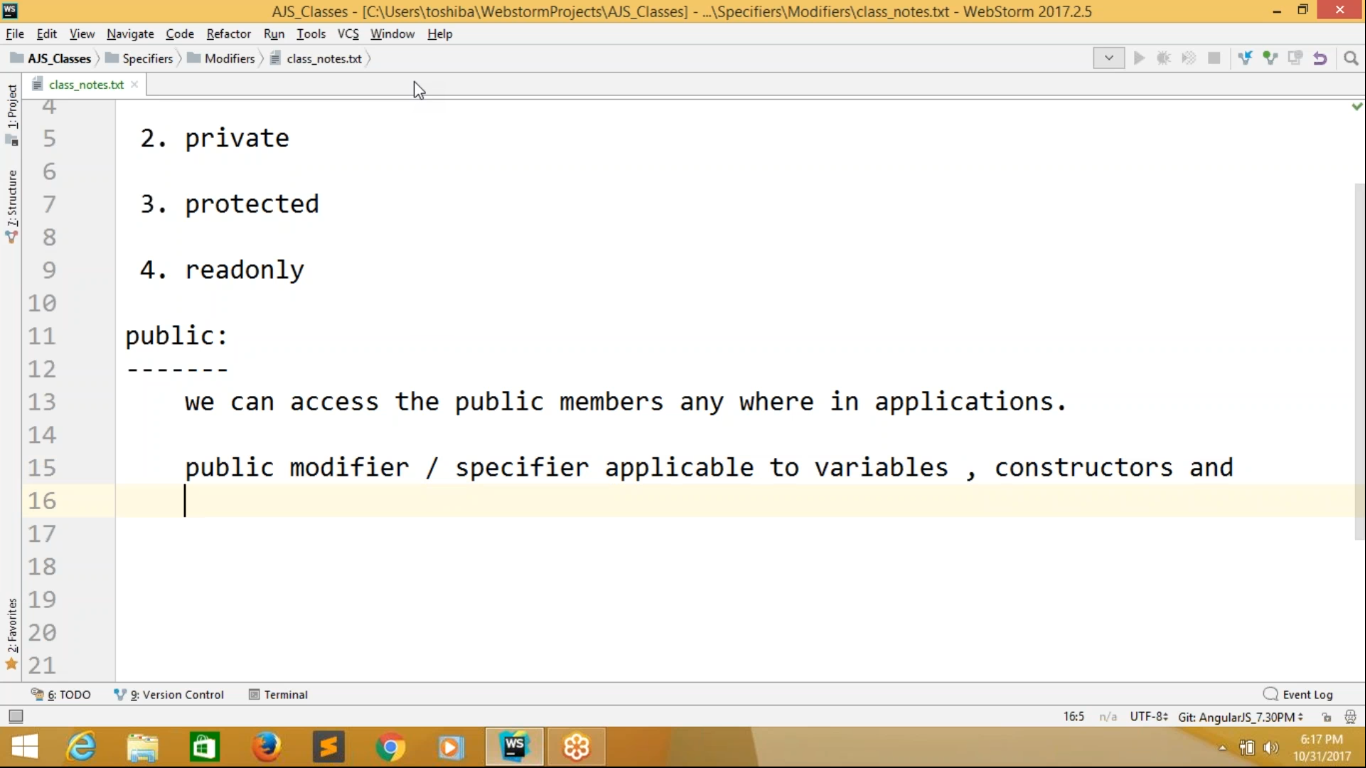 WS AJS_Classes - [C:\Users\toshiba\WebstormProjects\AJS_Classes] - ...\Specifiers\Modifiers\class_notes.txt - WebStorm 2017.2.5
File Edit View Navigate Code Refactor Run Tools VCS Window Help
AJS_Classes Specifiers Modifiers class_notes.txt
class_notes.txt
1: Project
7: Structure
2: Favorites
4
5 2. private
6
7 3. protected
8
9 4. readonly
10
11 public:
12 -------
13 we can access the public members any where in applications.
14
15 public modifier / specifier applicable to variables , constructors and
16
17
18
19
20
21
6: TODO 9: Version Control Terminal Event Log
16:5 n/a UTF-8 Git: AngularJS_7.30PM
WS 6:17 PM
10/31/2017